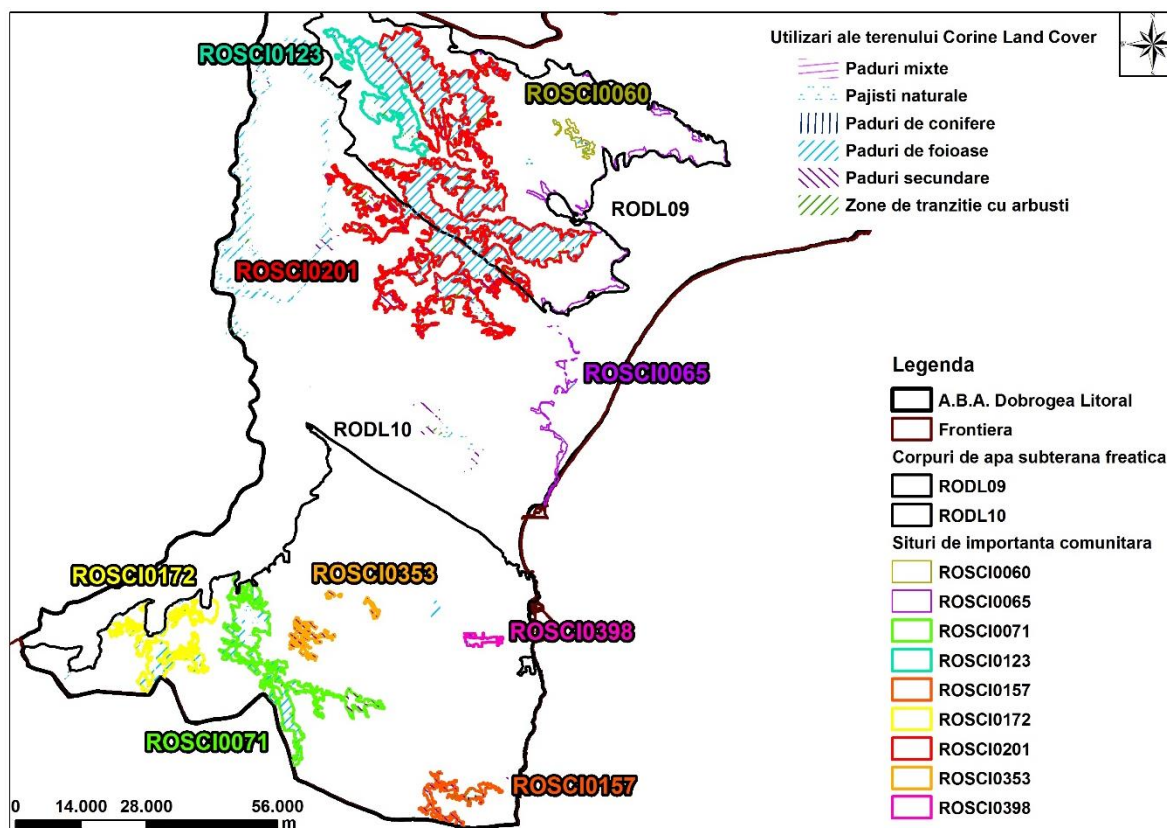 ROSCI0123
ROSCI0060
RODL09
ROSCI0201
ROSCI0065
RODL10
ROSCI0172
ROSCI0353
ROSCI0398
ROSCI0071
ROSCI0157
0 14.000 28.000 56.000
m
Utilizari ale terenului Corine Land Cover
Paduri mixte
Pajisti naturale
Paduri de conifere
Paduri de foioase
Paduri secundare
Zone de tranzitie cu arbusti
Legenda
A.B.A. Dobrogea Litoral
Frontiera
Corpuri de apa subterana freatica
RODL09
RODL10
Situri de importanta comunitara
ROSCI0060
ROSCI0065
ROSCI0071
ROSCI0123
ROSCI0157
ROSCI0172
ROSCI0201
ROSCI0353
ROSCI0398